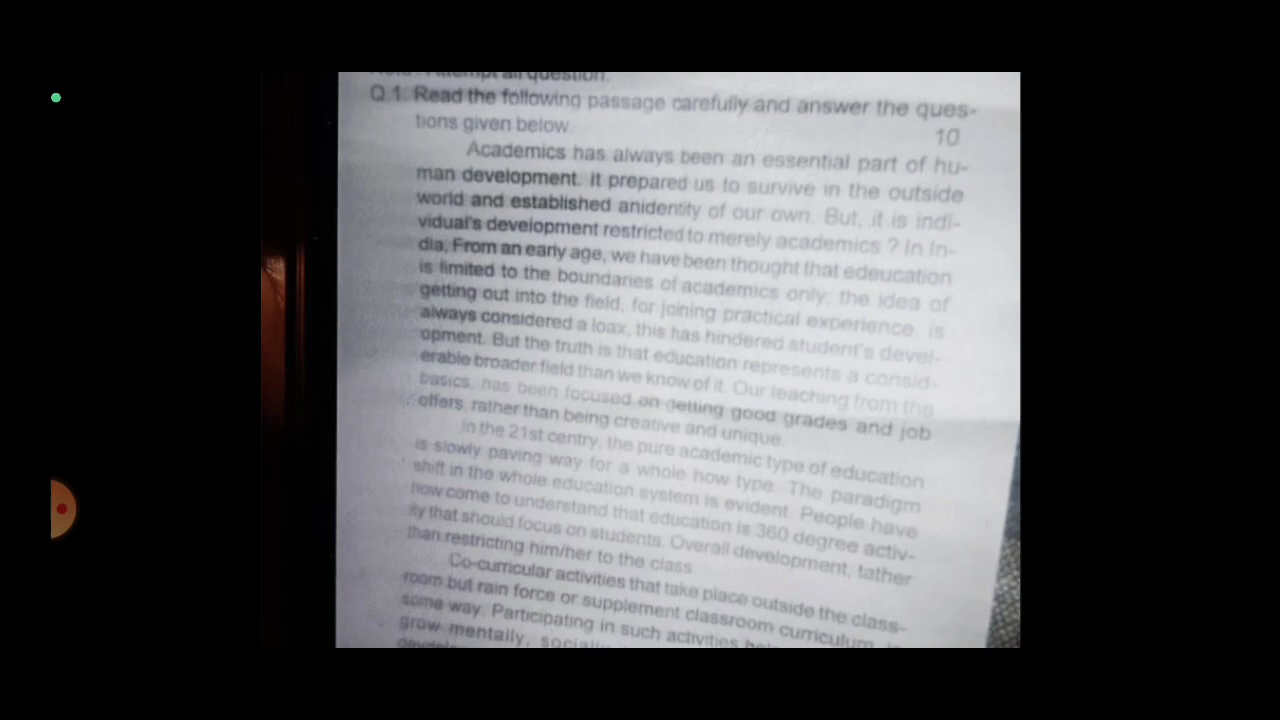 Note : Attempt all question.
Q.1. Read the following passage carefully and answer the ques-
tions given below. 10
Academics has always been an essential part of hu-
man development. it prepared us to survive in the outside
world and established anidentity of our own. But, it is indi-
vidual's development restricted to merely academics ? In In-
dia, From an early age, we have been thought that edeucation
is limited to the boundaries of academics only, the idea of
getting out into the field, for joining practical experience, is
always considered a loax, this has hindered student's devel-
opment. But the truth is that education represents a consid-
erable broader field than we know of it. Our teaching from the
basics, has been focused on getting good grades and job
offers, rather than being creative and unique.
In the 21st centry, the pure academic type of education
is slowly paving way for a whole how type. The paradigm
shift in the whole education system is evident. People have
how come to understand that education is 360 degree activ-
ity that should focus on students. Overall development, tather
than restricting him/her to the class
Co-curricular activities that take place outside the class-
room but rain force or supplement classroom curriculum, in
some way. Participating in such activities
grow mentally, socially